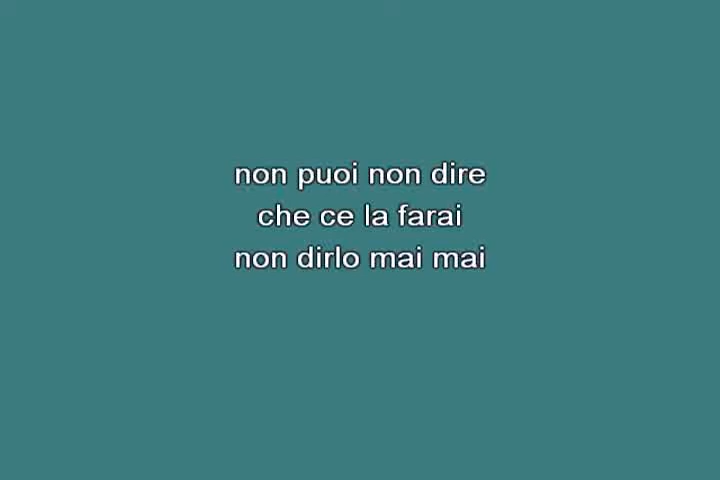 non puoi non dire
che ce la farai
non dirlo mai mai